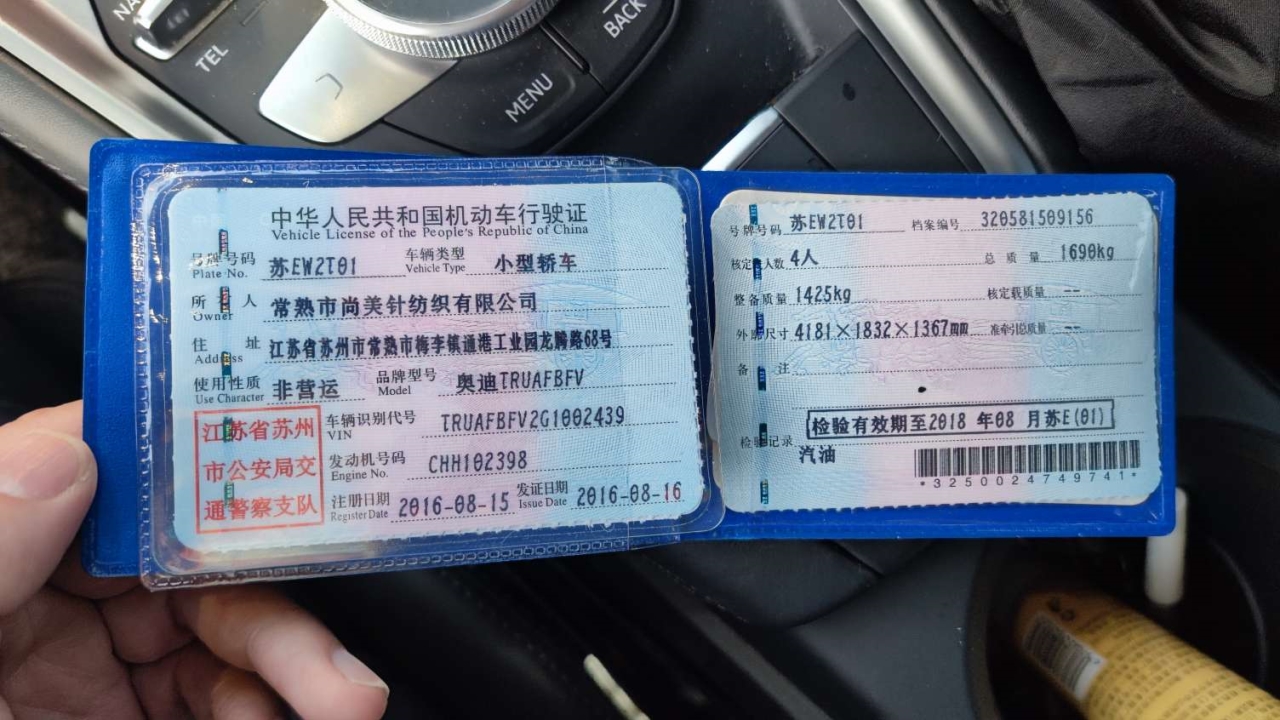 NA
TEL
BACK
MENU
中华人民共和国机动车行驶证
Vehicle License of the People's Republic of China
号牌号码 苏EW2T01 车辆类型 小型轿车
Plate No. Vehicle Type
所有人 常熟市尚美针纺织有限公司
Owner
住址 江苏省苏州市常熟市梅李镇通港工业园龙腾路68号
Address
使用性质 非营运 品牌型号 奥迪TRUAFBFV
Use Character Model
江苏省苏州
市公安局交
通警察支队
车辆识别代号 TRUAFBFV2G1002439
VIN
发动机号码 CHH102398
Engine No.
注册日期 2016-08-15 发证日期 2016-08-16
Register Date Issue Date
号牌号码 苏EW2T01 档案编号 320581509156
核定人数 4人 总质量 1690kg
整备质量 1425kg 核定载质量 --
外廓尺寸 4181×1832×1367mm 准牵引总质量 --
备注
检验有效期至2018年08月苏E(01)
检验记录
汽油
*3250024749741*